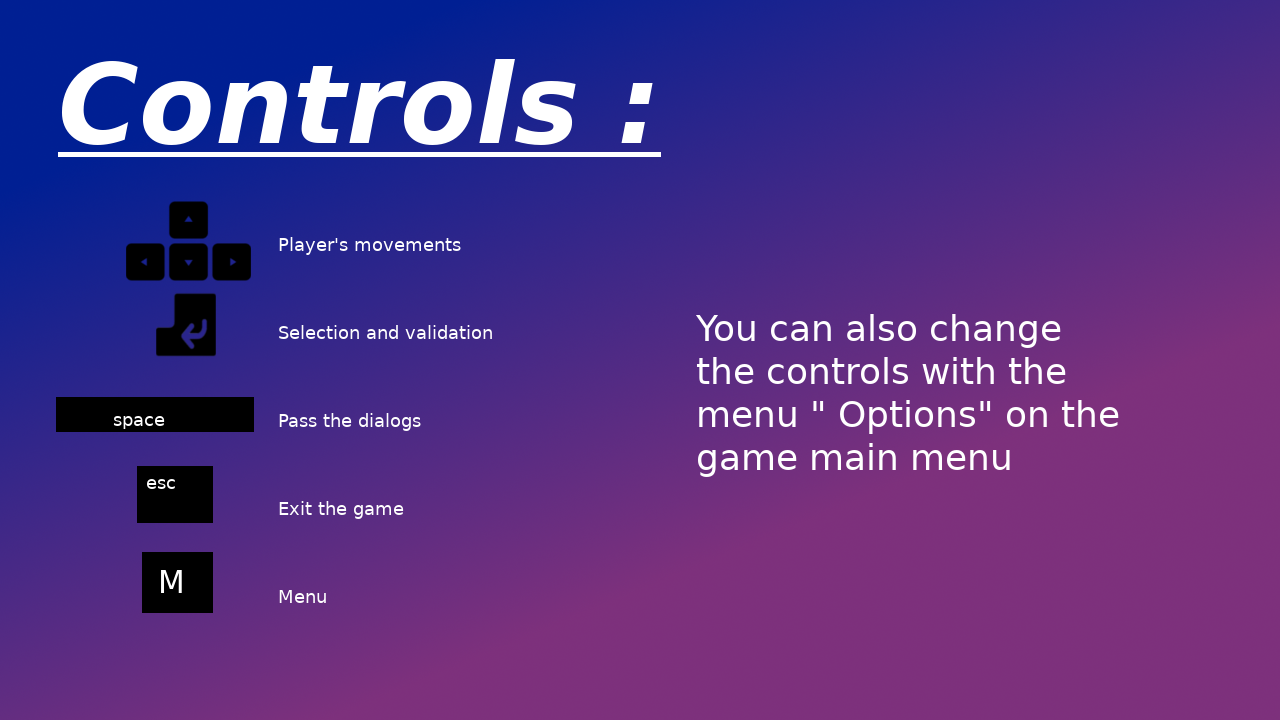 Controls :
Player's movements
Selection and validation
space
Pass the dialogs
esc
Exit the game
M
Menu
You can also change
the controls with the
menu " Options" on the
game main menu